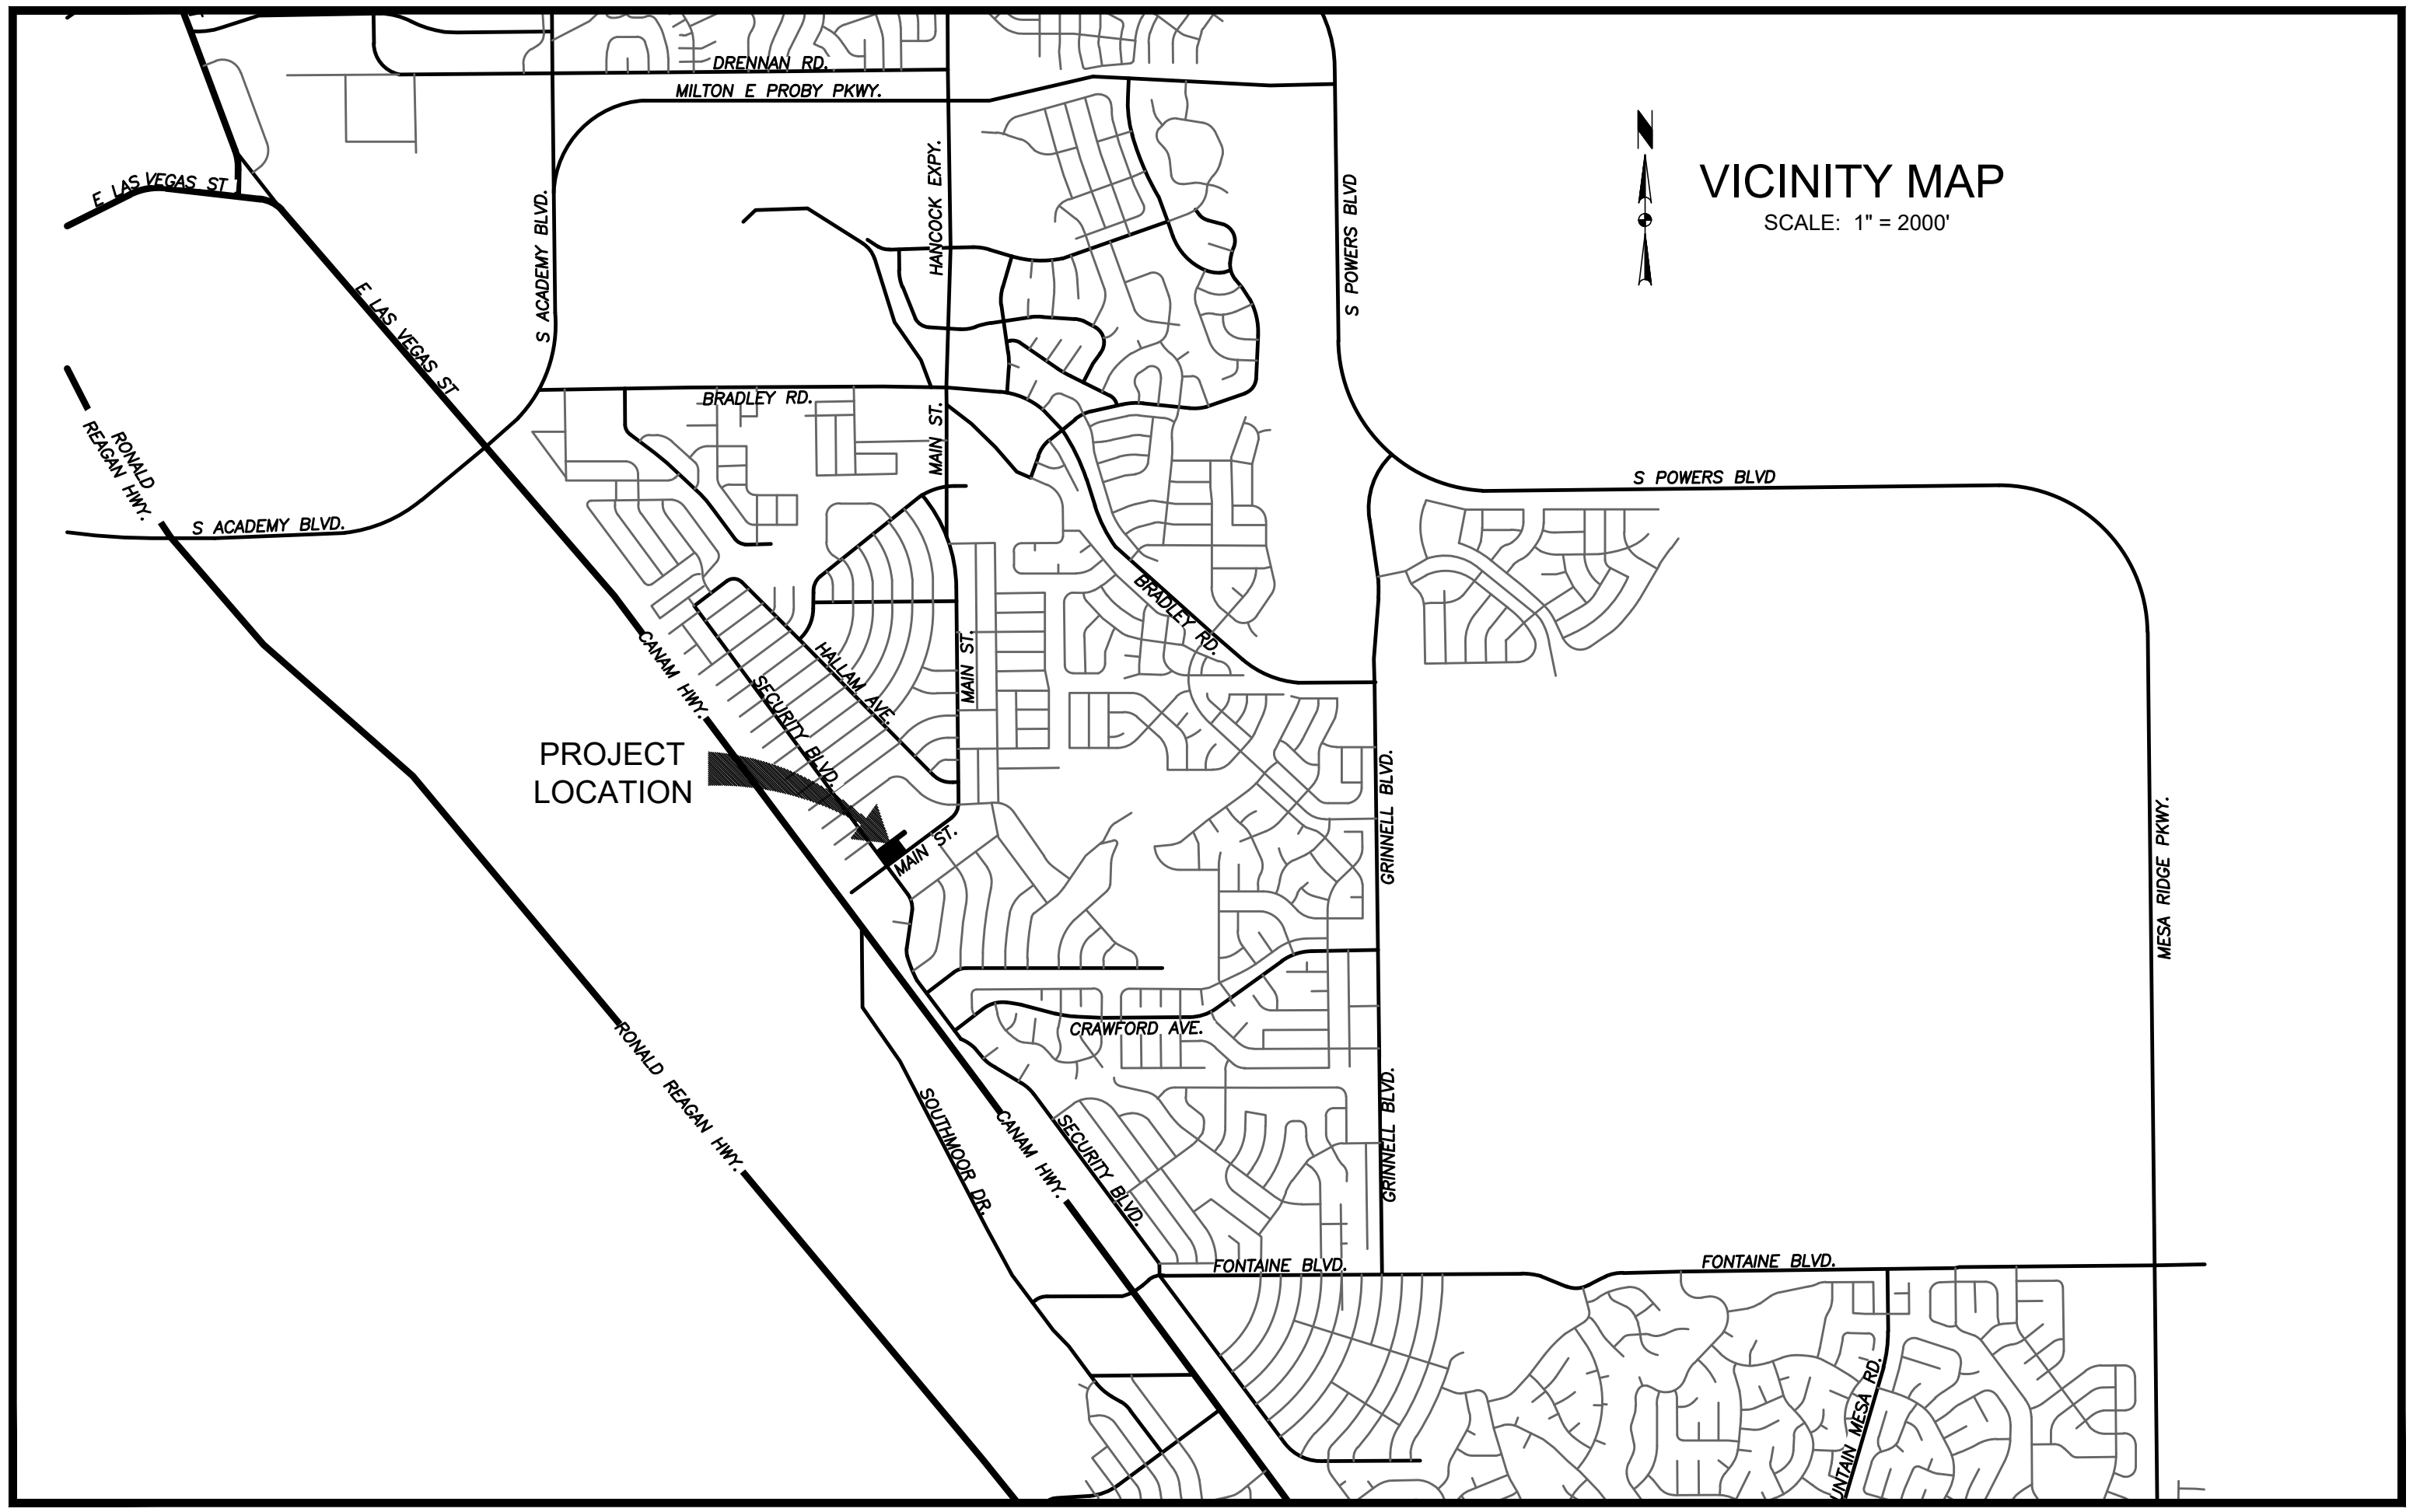 DRENNAN RD.
MILTON E PROBY PKWY.
N
VICINITY MAP
SCALE: 1" = 2000'
E LAS VEGAS ST
HANCOCK EXPY.
S ACADEMY BLVD.
S POWERS BLVD
E LAS VEGAS ST
BRADLEY RD.
MAIN ST.
RONALD
REAGAN HWY.
S POWERS BLVD
S ACADEMY BLVD.
BRADLEY RD.
CANAM HWY.
HALLAM AVE.
MAIN ST.
SECURITY BLVD.
PROJECT
LOCATION
GRINNELL BLVD.
MESA RIDGE PKWY.
MAIN ST.
CRAWFORD AVE.
RONALD REAGAN HWY.
SOUTHMOOR DR.
CANAM HWY.
SECURITY BLVD.
GRINNELL BLVD.
FONTAINE BLVD.
FONTAINE BLVD.
UNTAIN MESA RD.